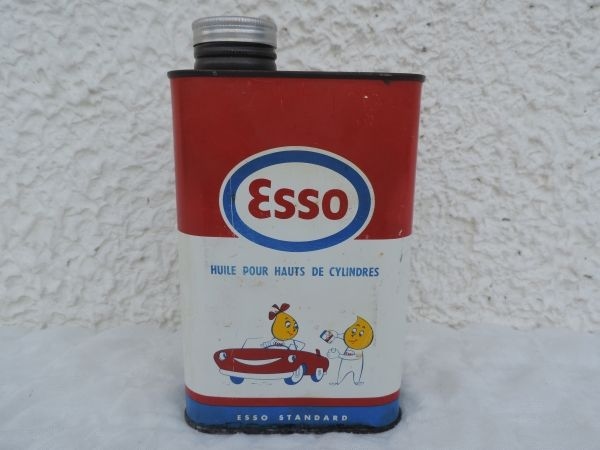 Esso
HUILE POUR HAUTS DE CYLINDRES
ESSO STANDARD